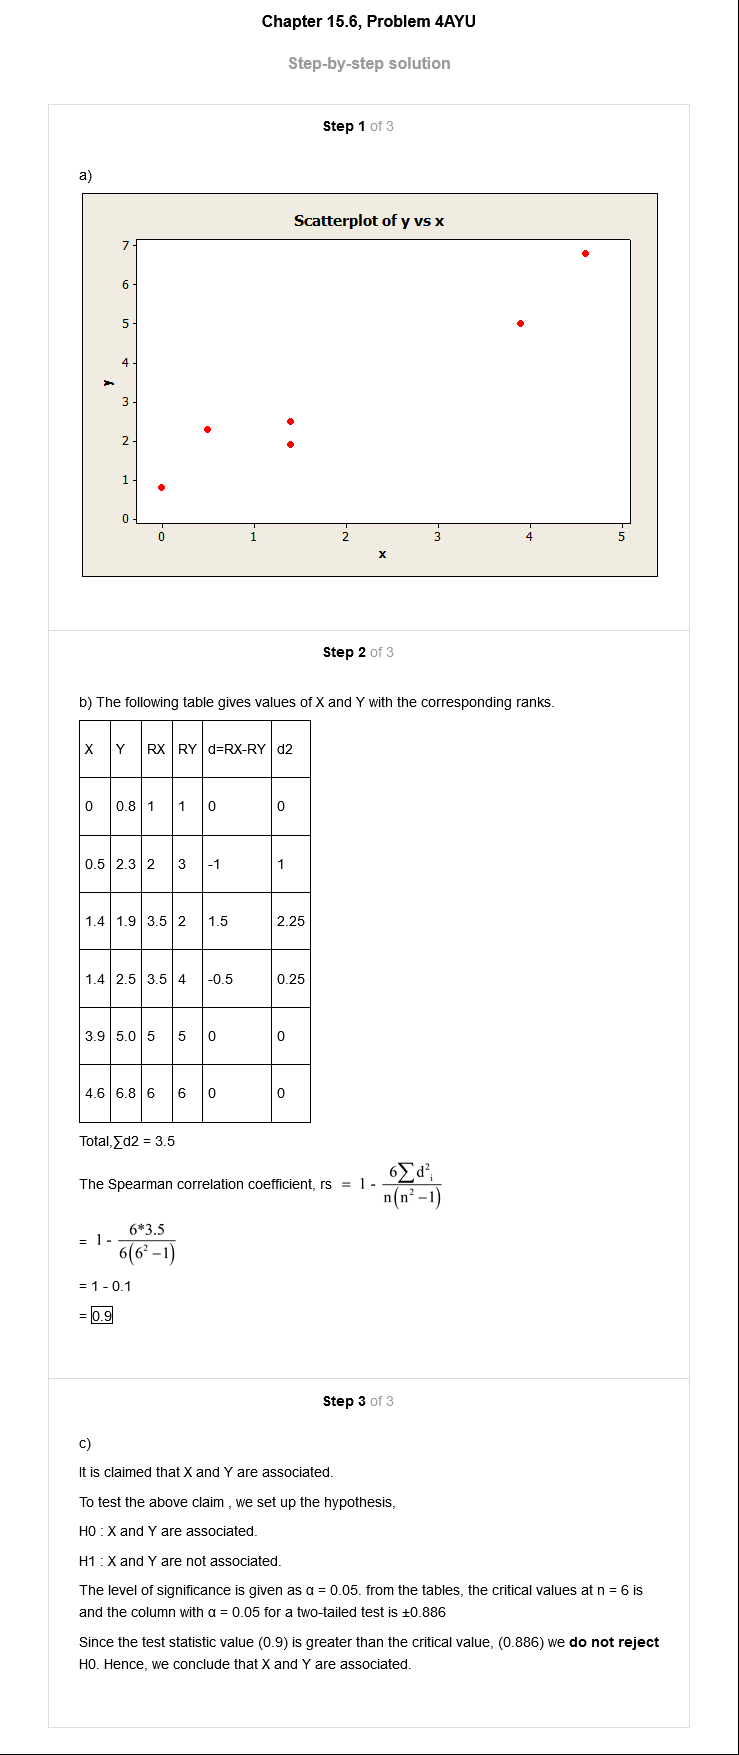 Chapter 15.6, Problem 4AYU
Step-by-step solution
Step 1 of 3
a)
Scatterplot of y vs x
7
6
5
4
3
2
1
0
y
0 1 2 3 4 5
x
Step 2 of 3
b) The following table gives values of X and Y with the corresponding ranks.
X Y RX RY d=RX-RY d2
0 0.8 1 1 0 0
0.5 2.3 2 3 -1 1
1.4 1.9 3.5 2 1.5 2.25
1.4 2.5 3.5 4 -0.5 0.25
3.9 5.0 5 5 0 0
4.6 6.8 6 6 0 0
Total,∑d2 = 3.5
The Spearman correlation coefficient, rs = 1 - 6∑d²ᵢ / n(n² −1)
= 1 - 6*3.5 / 6(6² −1)
= 1 - 0.1
= 0.9
Step 3 of 3
c)
It is claimed that X and Y are associated.
To test the above claim , we set up the hypothesis,
H0 : X and Y are associated.
H1 : X and Y are not associated.
The level of significance is given as α = 0.05. from the tables, the critical values at n = 6 is
and the column with α = 0.05 for a two-tailed test is ±0.886
Since the test statistic value (0.9) is greater than the critical value, (0.886) we do not reject
H0. Hence, we conclude that X and Y are associated.